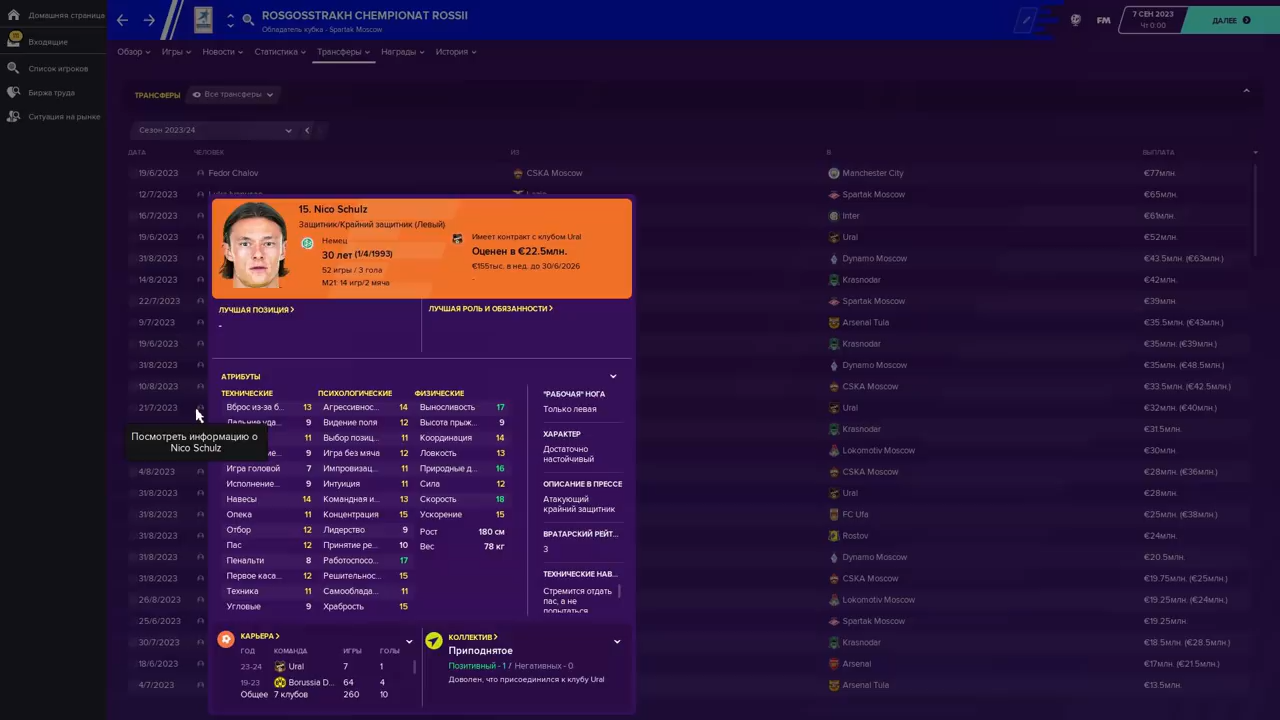 Домашняя страница
ROSGOSSTRAKH CHEMPIONAT ROSSII
Обладатель кубка - Spartak Moscow
FM
7 СЕН 2023
Чт 0:00
ДАЛЕЕ
Входящие
Список игроков
Биржа труда
Ситуация на рынке
Обзор Игры Новости Статистика Трансферы Награды История
ТРАНСФЕРЫ Все трансферы
Сезон 2023/24
ДАТА ЧЕЛОВЕК ИЗ В ВЫПЛАТА
19/6/2023 Fedor Chalov CSKA Moscow Manchester City €77млн.
12/7/2023 Spartak Moscow €65млн.
16/7/2023 Inter €61млн.
19/6/2023 Ural €52млн.
31/8/2023 Dynamo Moscow €43.5млн (€63млн.)
14/8/2023 Krasnodar €42млн.
22/7/2023 Spartak Moscow €39млн.
9/7/2023 Arsenal Tula €35.5млн. (€43млн.)
19/6/2023 Krasnodar €35млн (€39млн.)
31/8/2023 Dynamo Moscow €35млн (€48.5млн.)
10/8/2023 CSKA Moscow €33.5млн (€42.5млн.)
21/7/2023 Ural €32млн. (€40млн.)
Krasnodar €31.5млн.
Lokomotiv Moscow €30млн.
4/8/2023 CSKA Moscow €28млн (€36млн.)
31/8/2023 Ural €28млн.
31/8/2023 FC Ufa €25млн (€38млн.)
31/8/2023 Rostov €24млн.
31/8/2023 Dynamo Moscow €20.5млн.
31/8/2023 CSKA Moscow €19.75млн. (€25млн.)
26/8/2023 Lokomotiv Moscow €19.25млн. (€24млн.)
25/6/2023 Spartak Moscow €19.25млн.
30/7/2023 Krasnodar €18.5млн (€28.5млн.)
18/6/2023 Arsenal €17млн (€21.5млн.)
4/7/2023 Arsenal Tula €13.5млн.
15. Nico Schulz
Защитник/Крайний защитник (Левый)
Немец
30 лет (1/4/1993)
52 игры / 3 гола
М21: 14 игр/2 мяча
Имеет контракт с клубом Ural
Оценен в €22.5млн.
€155тыс. в нед. до 30/6/2026
-
ЛУЧШАЯ ПОЗИЦИЯ
-
ЛУЧШАЯ РОЛЬ И ОБЯЗАННОСТИ
АТРИБУТЫ
ТЕХНИЧЕСКИЕ ПСИХОЛОГИЧЕСКИЕ ФИЗИЧЕСКИЕ
Вброс из-за б... 13 Агрессивнос... 14 Выносливость 17
9 Видение поля 12 Высота прыж... 9
11 Выбор позиц... 11 Координация 14
9 Игра без мяча 12 Ловкость 13
Игра головой 7 Импровизац... 11 Природные д... 16
Исполнение... 9 Интуиция 11 Сила 12
Навесы 14 Командная и... 13 Скорость 18
Опека 11 Концентрация 15 Ускорение 15
Отбор 12 Лидерство 9 Рост 180 см
Пас 12 Принятие ре... 10 Вес 78 кг
Пенальти 8 Работоспосо... 17
Первое каса... 12 Решительнос... 15
Техника 11 Самооблада... 11
Угловые 9 Храбрость 15
"РАБОЧАЯ" НОГА
Только левая
ХАРАКТЕР
Достаточно
настойчивый
ОПИСАНИЕ В ПРЕССЕ
Атакующий
крайний защитник
ВРАТАРСКИЙ РЕЙТ...
3
ТЕХНИЧЕСКИЕ НАВ...
Стремится отдать
пас, а не
Посмотреть информацию о
Nico Schulz
КАРЬЕРА
ГОД КОМАНДА ИГРЫ ГОЛЫ
23-24 Ural 7 1
19-23 Borussia D... 64 4
Общее 7 клубов 260 10
КОЛЛЕКТИВ
Приподнятое
Позитивный - 1 / Негативных - 0
Доволен, что присоединился к клубу Ural